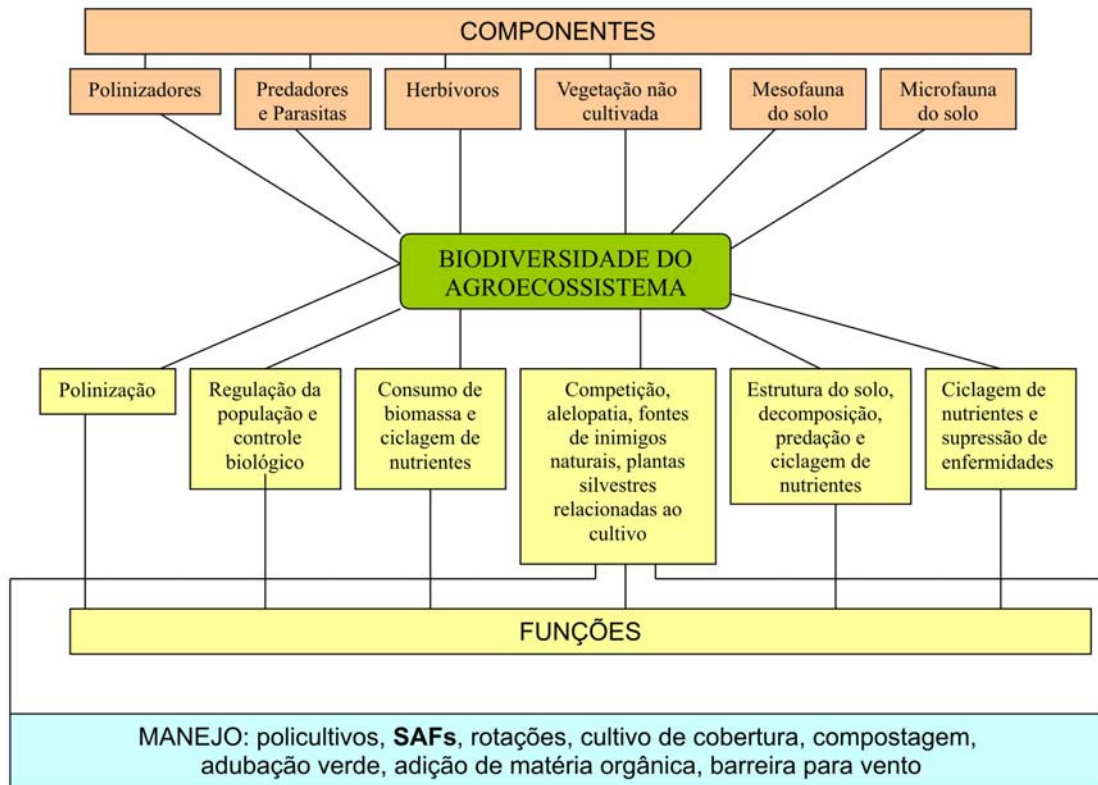 COMPONENTES
Polinizadores
Predadores
e Parasitas
Herbívoros
Vegetação não
cultivada
Mesofauna
do solo
Microfauna
do solo
BIODIVERSIDADE DO
AGROECOSSISTEMA
Polinização
Regulação da
população e
controle
biológico
Consumo de
biomassa e
ciclagem de
nutrientes
Competição,
alelopatia, fontes
de inimigos
naturais, plantas
silvestres
relacionadas ao
cultivo
Estrutura do solo,
decomposição,
predação e
ciclagem de
nutrientes
Ciclagem de
nutrientes e
supressão de
enfermidades
FUNÇÕES
MANEJO: policultivos, SAFs, rotações, cultivo de cobertura, compostagem,
adubação verde, adição de matéria orgânica, barreira para vento